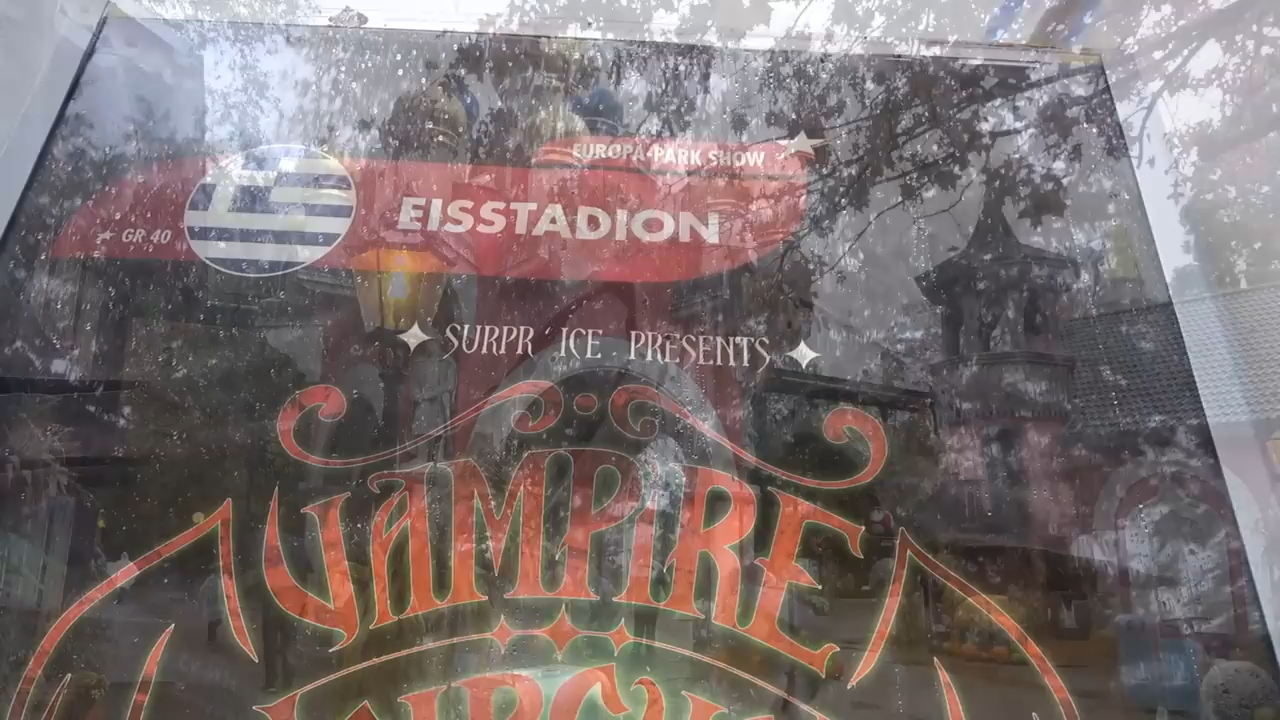 EUROPA-PARK SHOW
GR 40
EISSTADION
SURPR´ICE PRESENTS
VAMPIRE